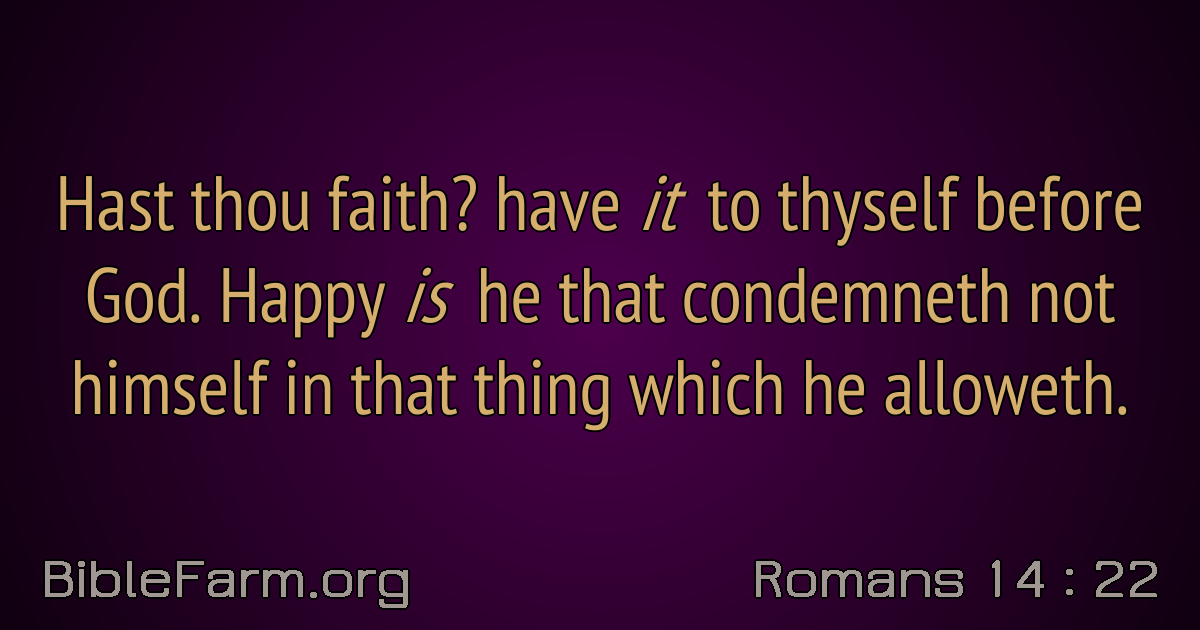 Hast thou faith? have it to thyself before
God. Happy is he that condemneth not
himself in that thing which he alloweth.
BibleFarm.org
Romans 14 : 22